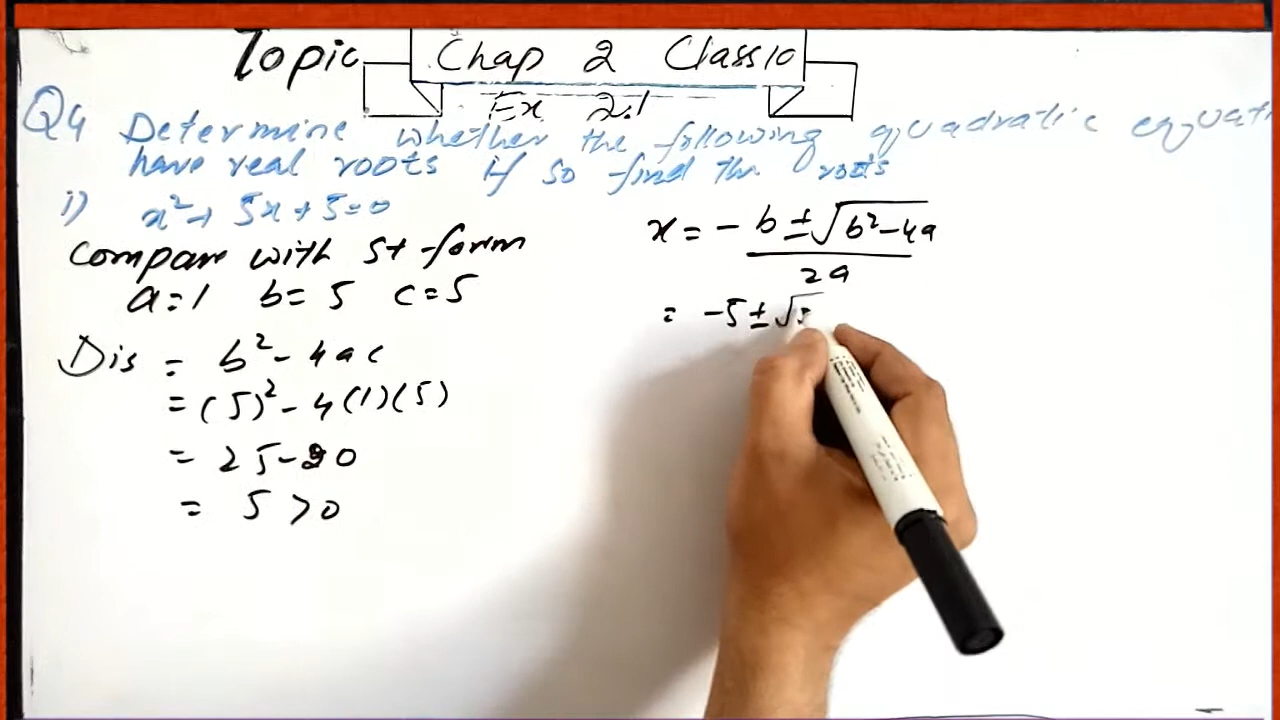 Topic Chap 2 Class 10
Ex 2.1
Q4 Determine whether the following quadratic equati
have real roots if so find the roots
i) x² + 5x + 5 = 0
Compare with st form
a = 1 b = 5 c = 5
Dis = b² - 4ac
= (5)² - 4(1)(5)
= 25 - 20
= 5 > 0
x = - b ± √b² - 4a
2a
= -5 ± √5